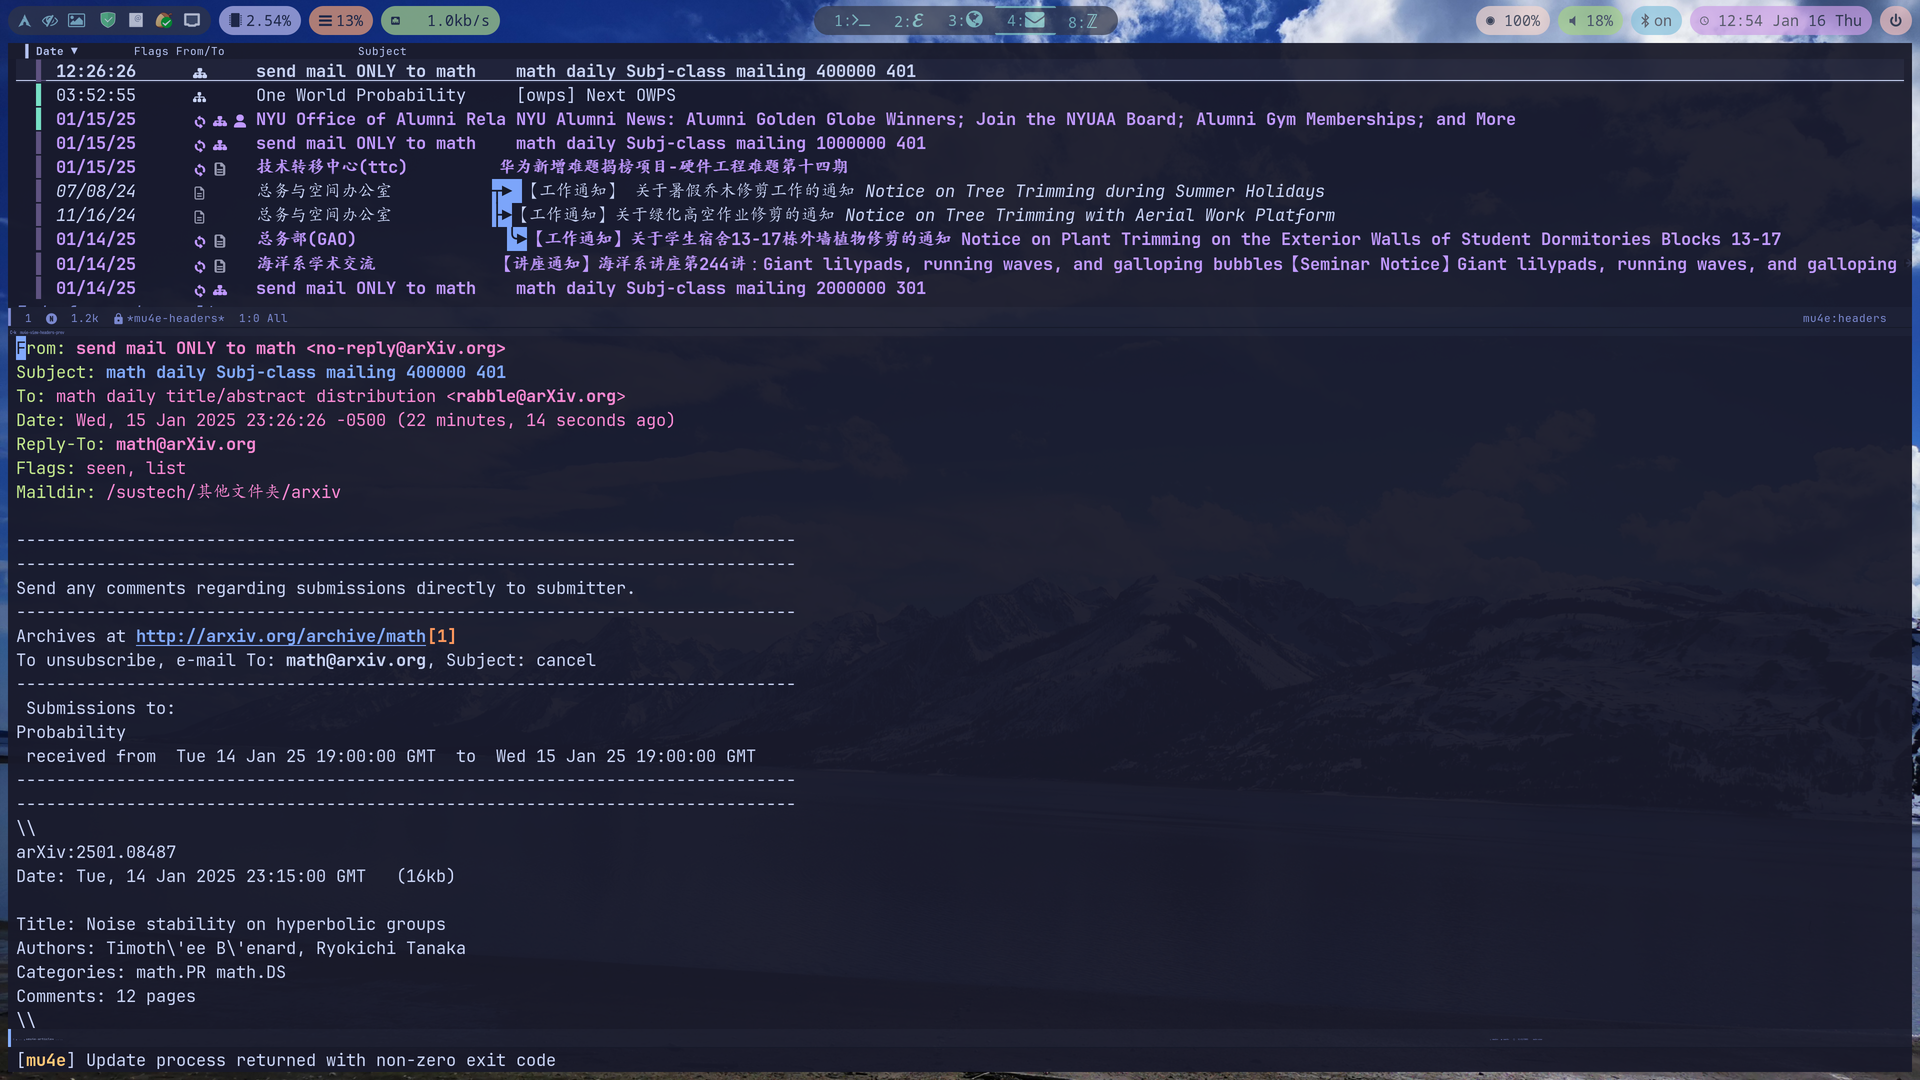 2.54% 13% 1.0kb/s 1:>_ 2:ℰ 3: 4: 8:ℤ 100% 18% on 12:54 Jan 16 Thu
Date ▼ Flags From/To Subject
12:26:26 send mail ONLY to math math daily Subj-class mailing 400000 401
03:52:55 One World Probability [owps] Next OWPS
01/15/25 NYU Office of Alumni Rela NYU Alumni News: Alumni Golden Globe Winners; Join the NYUAA Board; Alumni Gym Memberships; and More
01/15/25 send mail ONLY to math math daily Subj-class mailing 1000000 401
01/15/25 技术转移中心(ttc) 华为新增难题揭榜项目-硬件工程难题第十四期
07/08/24 总务与空间办公室 【工作通知】 关于暑假乔木修剪工作的通知 Notice on Tree Trimming during Summer Holidays
11/16/24 总务与空间办公室 【工作通知】关于绿化高空作业修剪的通知 Notice on Tree Trimming with Aerial Work Platform
01/14/25 总务部(GAO) 【工作通知】关于学生宿舍13-17栋外墙植物修剪的通知 Notice on Plant Trimming on the Exterior Walls of Student Dormitories Blocks 13-17
01/14/25 海洋系学术交流 【讲座通知】海洋系讲座第244讲：Giant lilypads, running waves, and galloping bubbles【Seminar Notice】Giant lilypads, running waves, and galloping
01/14/25 send mail ONLY to math math daily Subj-class mailing 2000000 301
1 N 1.2k *mu4e-headers* 1:0 All mu4e:headers
From: send mail ONLY to math <no-reply@arXiv.org>
Subject: math daily Subj-class mailing 400000 401
To: math daily title/abstract distribution <rabble@arXiv.org>
Date: Wed, 15 Jan 2025 23:26:26 -0500 (22 minutes, 14 seconds ago)
Reply-To: math@arXiv.org
Flags: seen, list
Maildir: /sustech/其他文件夹/arxiv
------------------------------------------------------------------------------
------------------------------------------------------------------------------
Send any comments regarding submissions directly to submitter.
------------------------------------------------------------------------------
Archives at http://arxiv.org/archive/math[1]
To unsubscribe, e-mail To: math@arxiv.org, Subject: cancel
------------------------------------------------------------------------------
Submissions to:
Probability
received from  Tue 14 Jan 25 19:00:00 GMT  to  Wed 15 Jan 25 19:00:00 GMT
------------------------------------------------------------------------------
------------------------------------------------------------------------------
\\
arXiv:2501.08487
Date: Tue, 14 Jan 2025 23:15:00 GMT   (16kb)
Title: Noise stability on hyperbolic groups
Authors: Timoth\'ee B\'enard, Ryokichi Tanaka
Categories: math.PR math.DS
Comments: 12 pages
\\
[mu4e] Update process returned with non-zero exit code